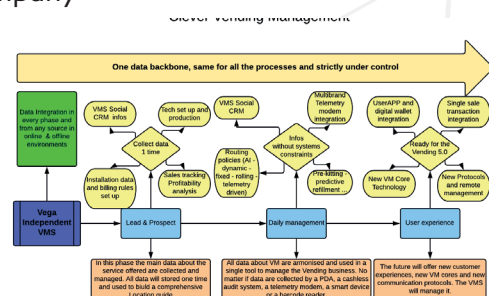 mpany
Clever Vending Management
One data backbone, same for all the processes and strictly under control
Data Integration in
every phase and
from any source in
online & offline
environments
VMS Social
CRM infos
Tech set up and
production
Collect data
1 time
Installation data
and billing rules
set up
Sales tracking
Profitability
analysis
VMS Social
CRM
Multibrand
Telemetry
modem
integration
Infos
without systems
constraints
Routing
policies (AI -
dynamic -
fixed - rolling -
telemetry
driven)
Pre-kitting -
predictive
refillment ...
UserAPP and
digital wallet
integration
Single sale
transaction
integration
Ready for the
Vending 5.0
New VM Core
Technology
New Protocols
and remote
management
Vega
Independent
VMS
Lead & Prospect
Daily management
User experience
In this phase the main data about the
service offered are collected and
managed. All data will stored one time
and used to biuld a comprehensive
Location guide
All data about VM are armonised and used in a
single tool to manage the Vending business. No
matter if data are collected by a PDA, a cashless
audit system, a telemetry modem, a smart device
or a barcode reader
The future will offer new customer
experiences, new VM cores and new
communication protocols. The VMS
will manage it.